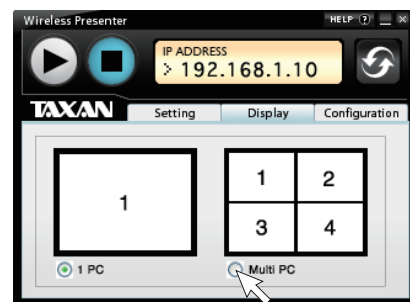 Wireless Presenter HELP ?
IP ADDRESS
> 192.168.1.10
TAXAN Setting Display Configuration
1 1 2
3 4
1 PC Multi PC